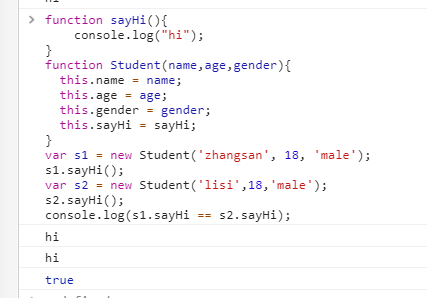 > function sayHi(){
    console.log("hi");
}
function Student(name,age,gender){
  this.name = name;
  this.age = age;
  this.gender = gender;
  this.sayHi = sayHi;
}
var s1 = new Student('zhangsan', 18, 'male');
s1.sayHi();
var s2 = new Student('lisi',18,'male');
s2.sayHi();
console.log(s1.sayHi == s2.sayHi);
hi
hi
true